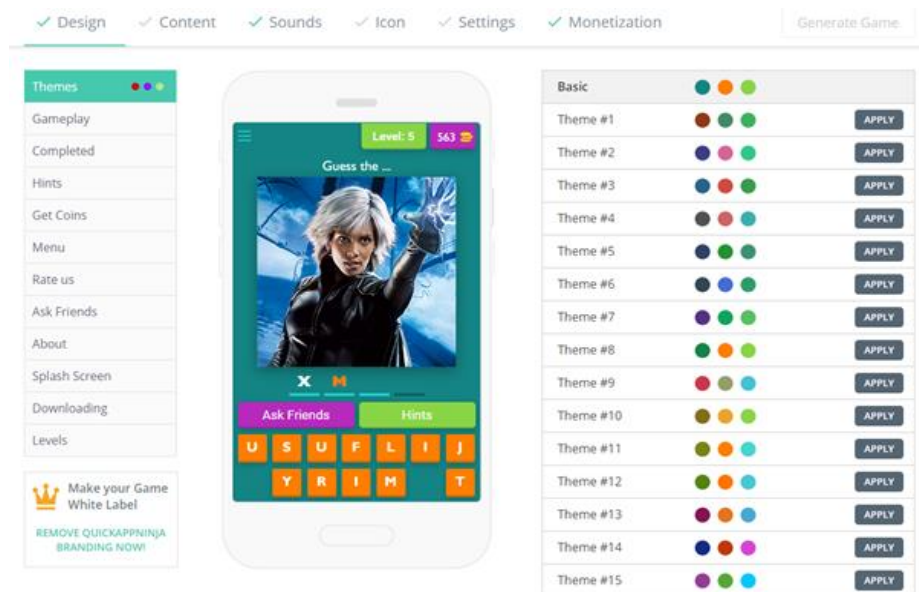 Design Content Sounds Icon Settings Monetization Generate Game
Themes
Gameplay
Completed
Hints
Get Coins
Menu
Rate us
Ask Friends
About
Splash Screen
Downloading
Levels
Make your Game
White Label
REMOVE QUICKAPPNINJA
BRANDING NOW!
Level: 5 563
Guess the ...
X M
Ask Friends Hints
U S U F L I J
Y R I M T
Basic
Theme #1 APPLY
Theme #2 APPLY
Theme #3 APPLY
Theme #4 APPLY
Theme #5 APPLY
Theme #6 APPLY
Theme #7 APPLY
Theme #8 APPLY
Theme #9 APPLY
Theme #10 APPLY
Theme #11 APPLY
Theme #12 APPLY
Theme #13 APPLY
Theme #14 APPLY
Theme #15 APPLY